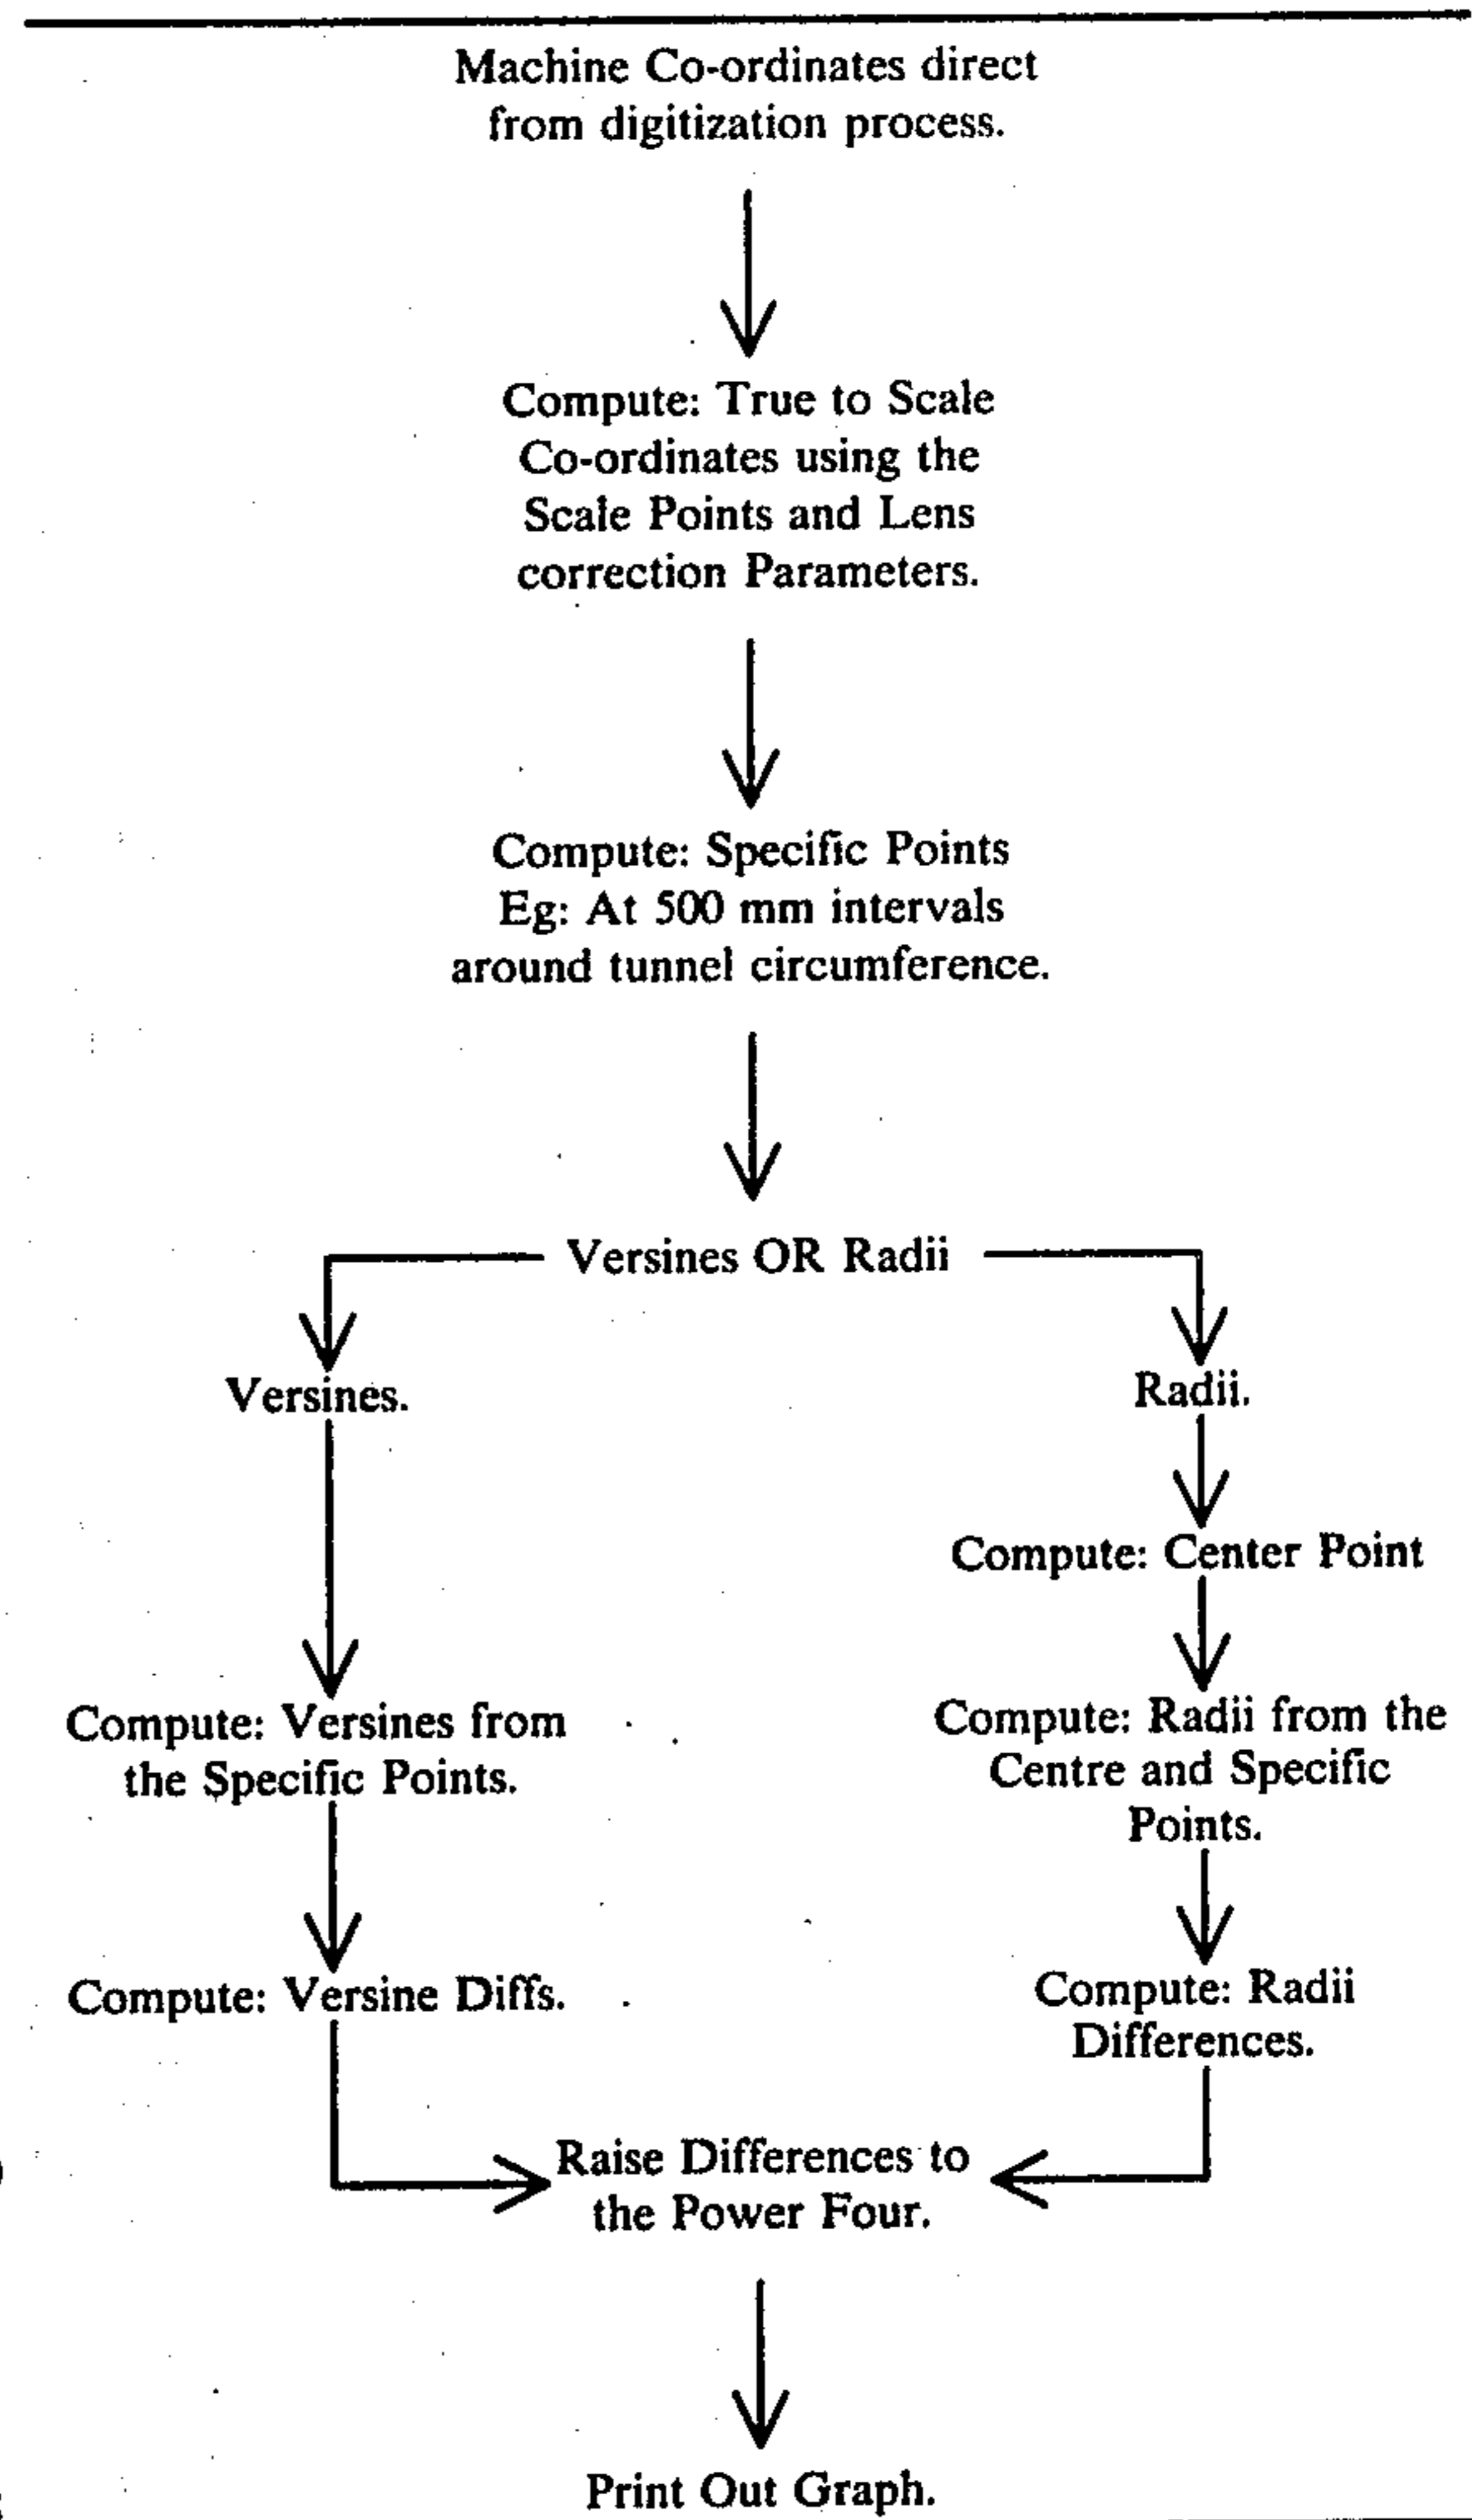 Machine Co-ordinates direct
from digitization process.
Compute: True to Scale
Co-ordinates using the
Scale Points and Lens
correction Parameters.
Compute: Specific Points
Eg: At 500 mm intervals
around tunnel circumference.
Versines OR Radii
Versines.
Radii.
Compute: Center Point
Compute: Versines from
the Specific Points.
Compute: Radii from the
Centre and Specific
Points.
Compute: Versine Diffs.
Compute: Radii
Differences.
Raise Differences to
the Power Four.
Print Out Graph.